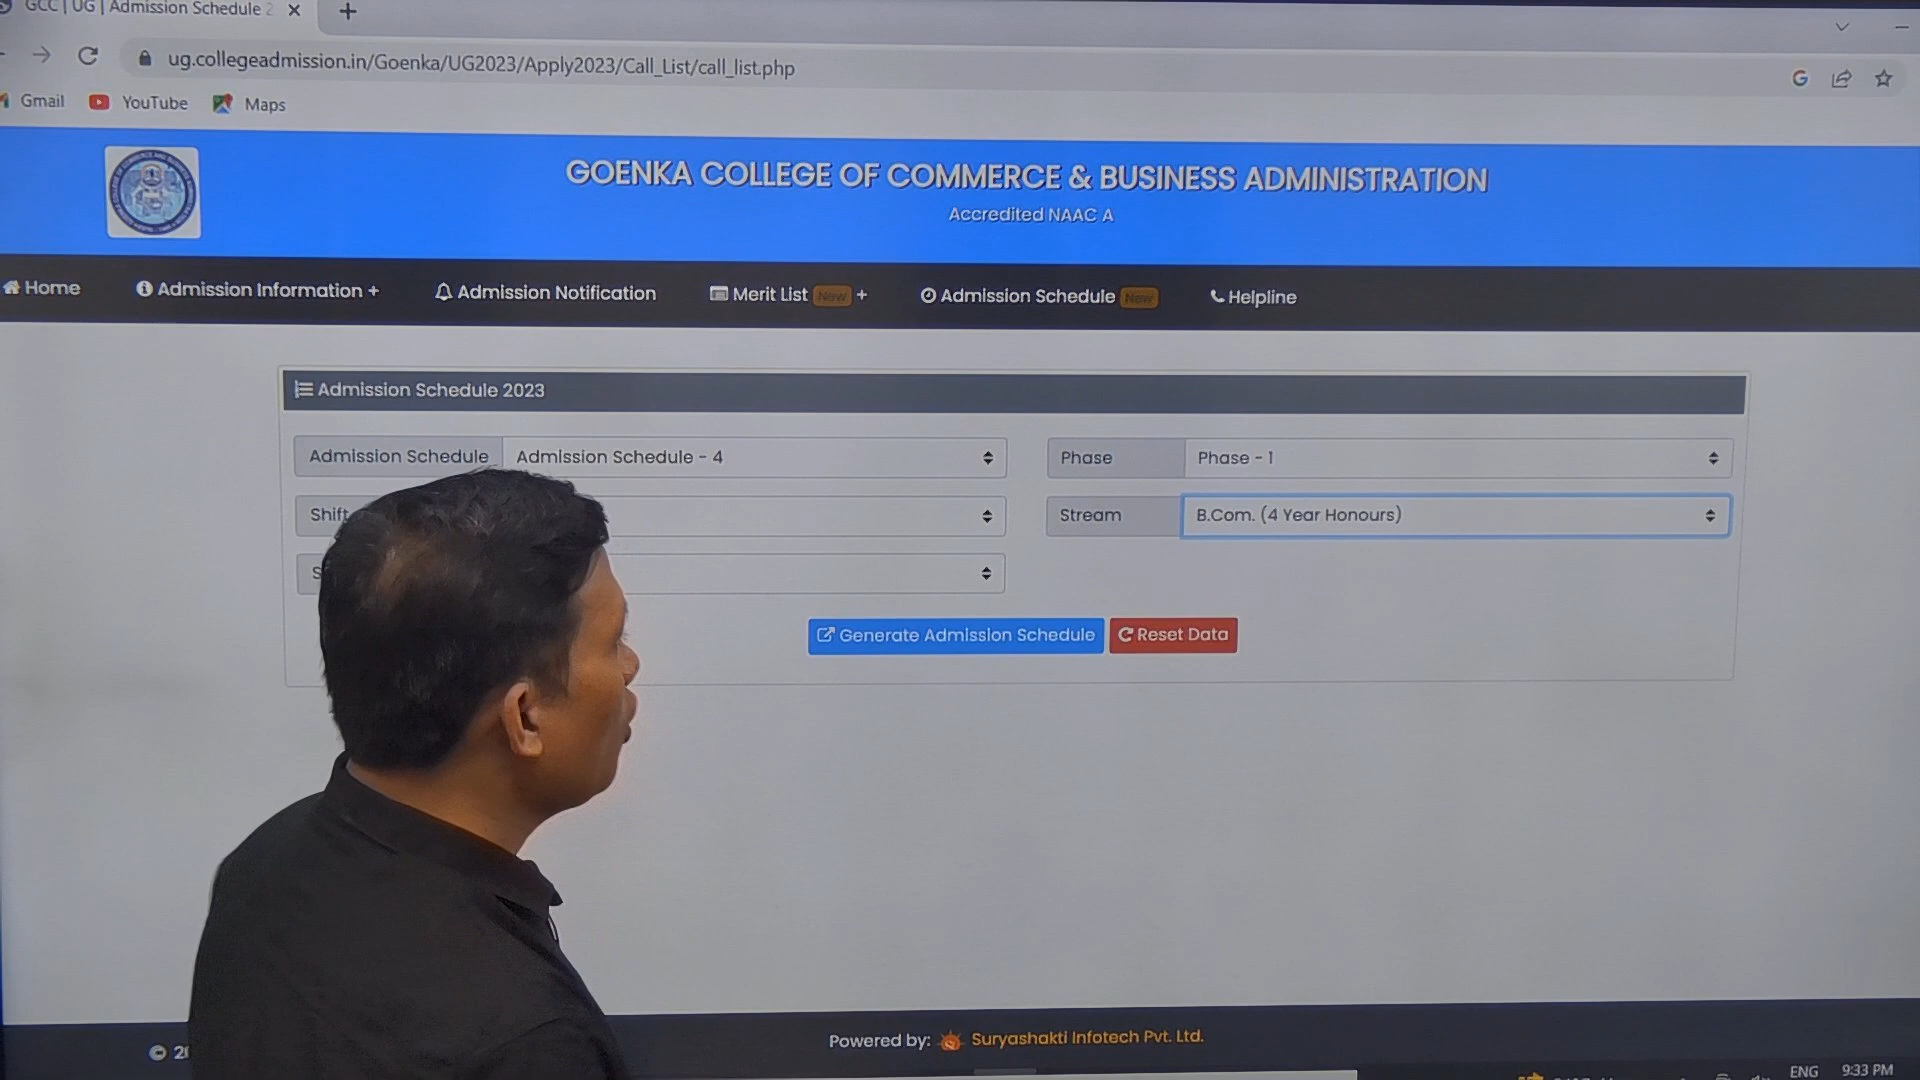 GCC | UG | Admission Schedule 2
ug.collegeadmission.in/Goenka/UG2023/Apply2023/Call_List/call_list.php
Gmail YouTube Maps
GOENKA COLLEGE OF COMMERCE & BUSINESS ADMINISTRATION
Accredited NAAC A
Home Admission Information + Admission Notification Merit List New + Admission Schedule New Helpline
Admission Schedule 2023
Admission Schedule Admission Schedule - 4 Phase Phase - 1
Shift Stream B.Com. (4 Year Honours)
Generate Admission Schedule Reset Data
Powered by: Suryashakti Infotech Pvt. Ltd.
ENG 9:33 PM